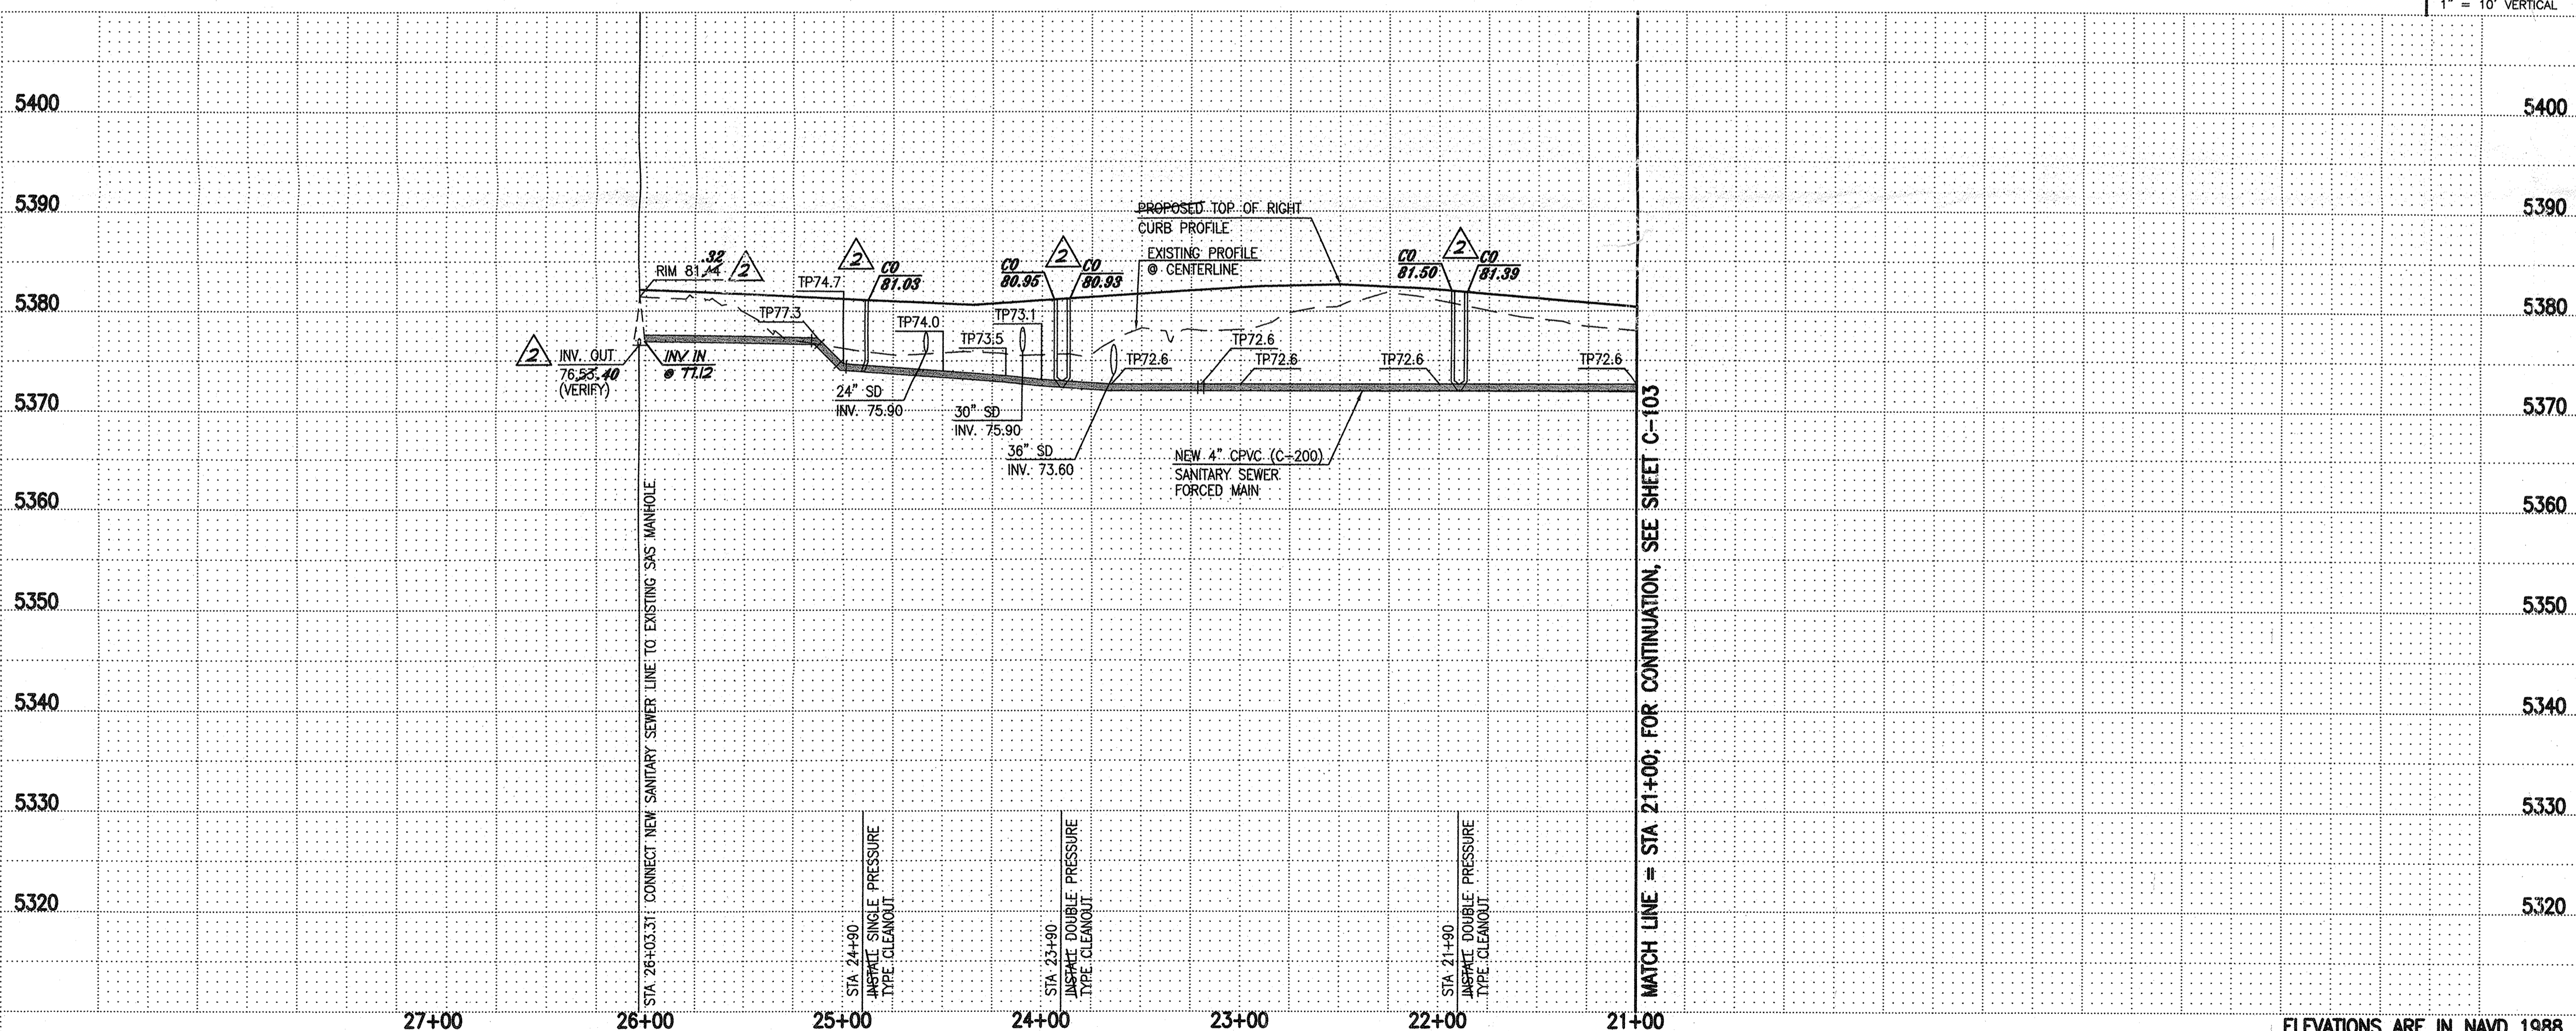 1" = 10' VERTICAL
5400
5400
5390
5390
PROPOSED TOP OF RIGHT
CURB PROFILE
EXISTING PROFILE
@ CENTERLINE
.32
RIM 81.44
2
2
CO
81.03
CO
80.95
2
CO
80.93
CO
81.50
2
CO
81.39
5380
5380
TP74.7
TP77.3
TP74.0
TP73.5
TP73.1
TP72.6
TP72.6
TP72.6
TP72.6
TP72.6
2
INV. OUT
76.53 .40
(VERIFY)
INV IN
@ 77.12
24" SD
INV. 75.90
30" SD
INV. 75.90
36" SD
INV. 73.60
NEW 4" CPVC (C-200)
SANITARY SEWER
FORCED MAIN
5370
5370
5360
5360
5350
5350
5340
5340
5330
5330
5320
5320
STA 26+03.31 CONNECT NEW SANITARY SEWER LINE TO EXISTING SAS MANHOLE
STA 24+90
INSTALL SINGLE PRESSURE
TYPE CLEANOUT
STA 23+90
INSTALL DOUBLE PRESSURE
TYPE CLEANOUT
STA 21+90
INSTALL DOUBLE PRESSURE
TYPE CLEANOUT
MATCH LINE = STA 21+00; FOR CONTINUATION, SEE SHEET C-103
27+00
26+00
25+00
24+00
23+00
22+00
21+00
ELEVATIONS ARE IN NAVD 1988